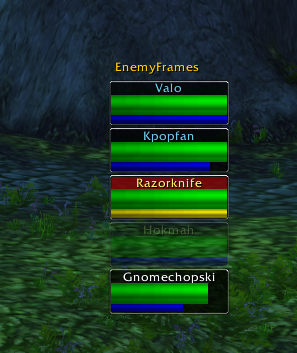 EnemyFrames
Valo
Kpopfan
Razorknife
Hokmah
Gnomechopski